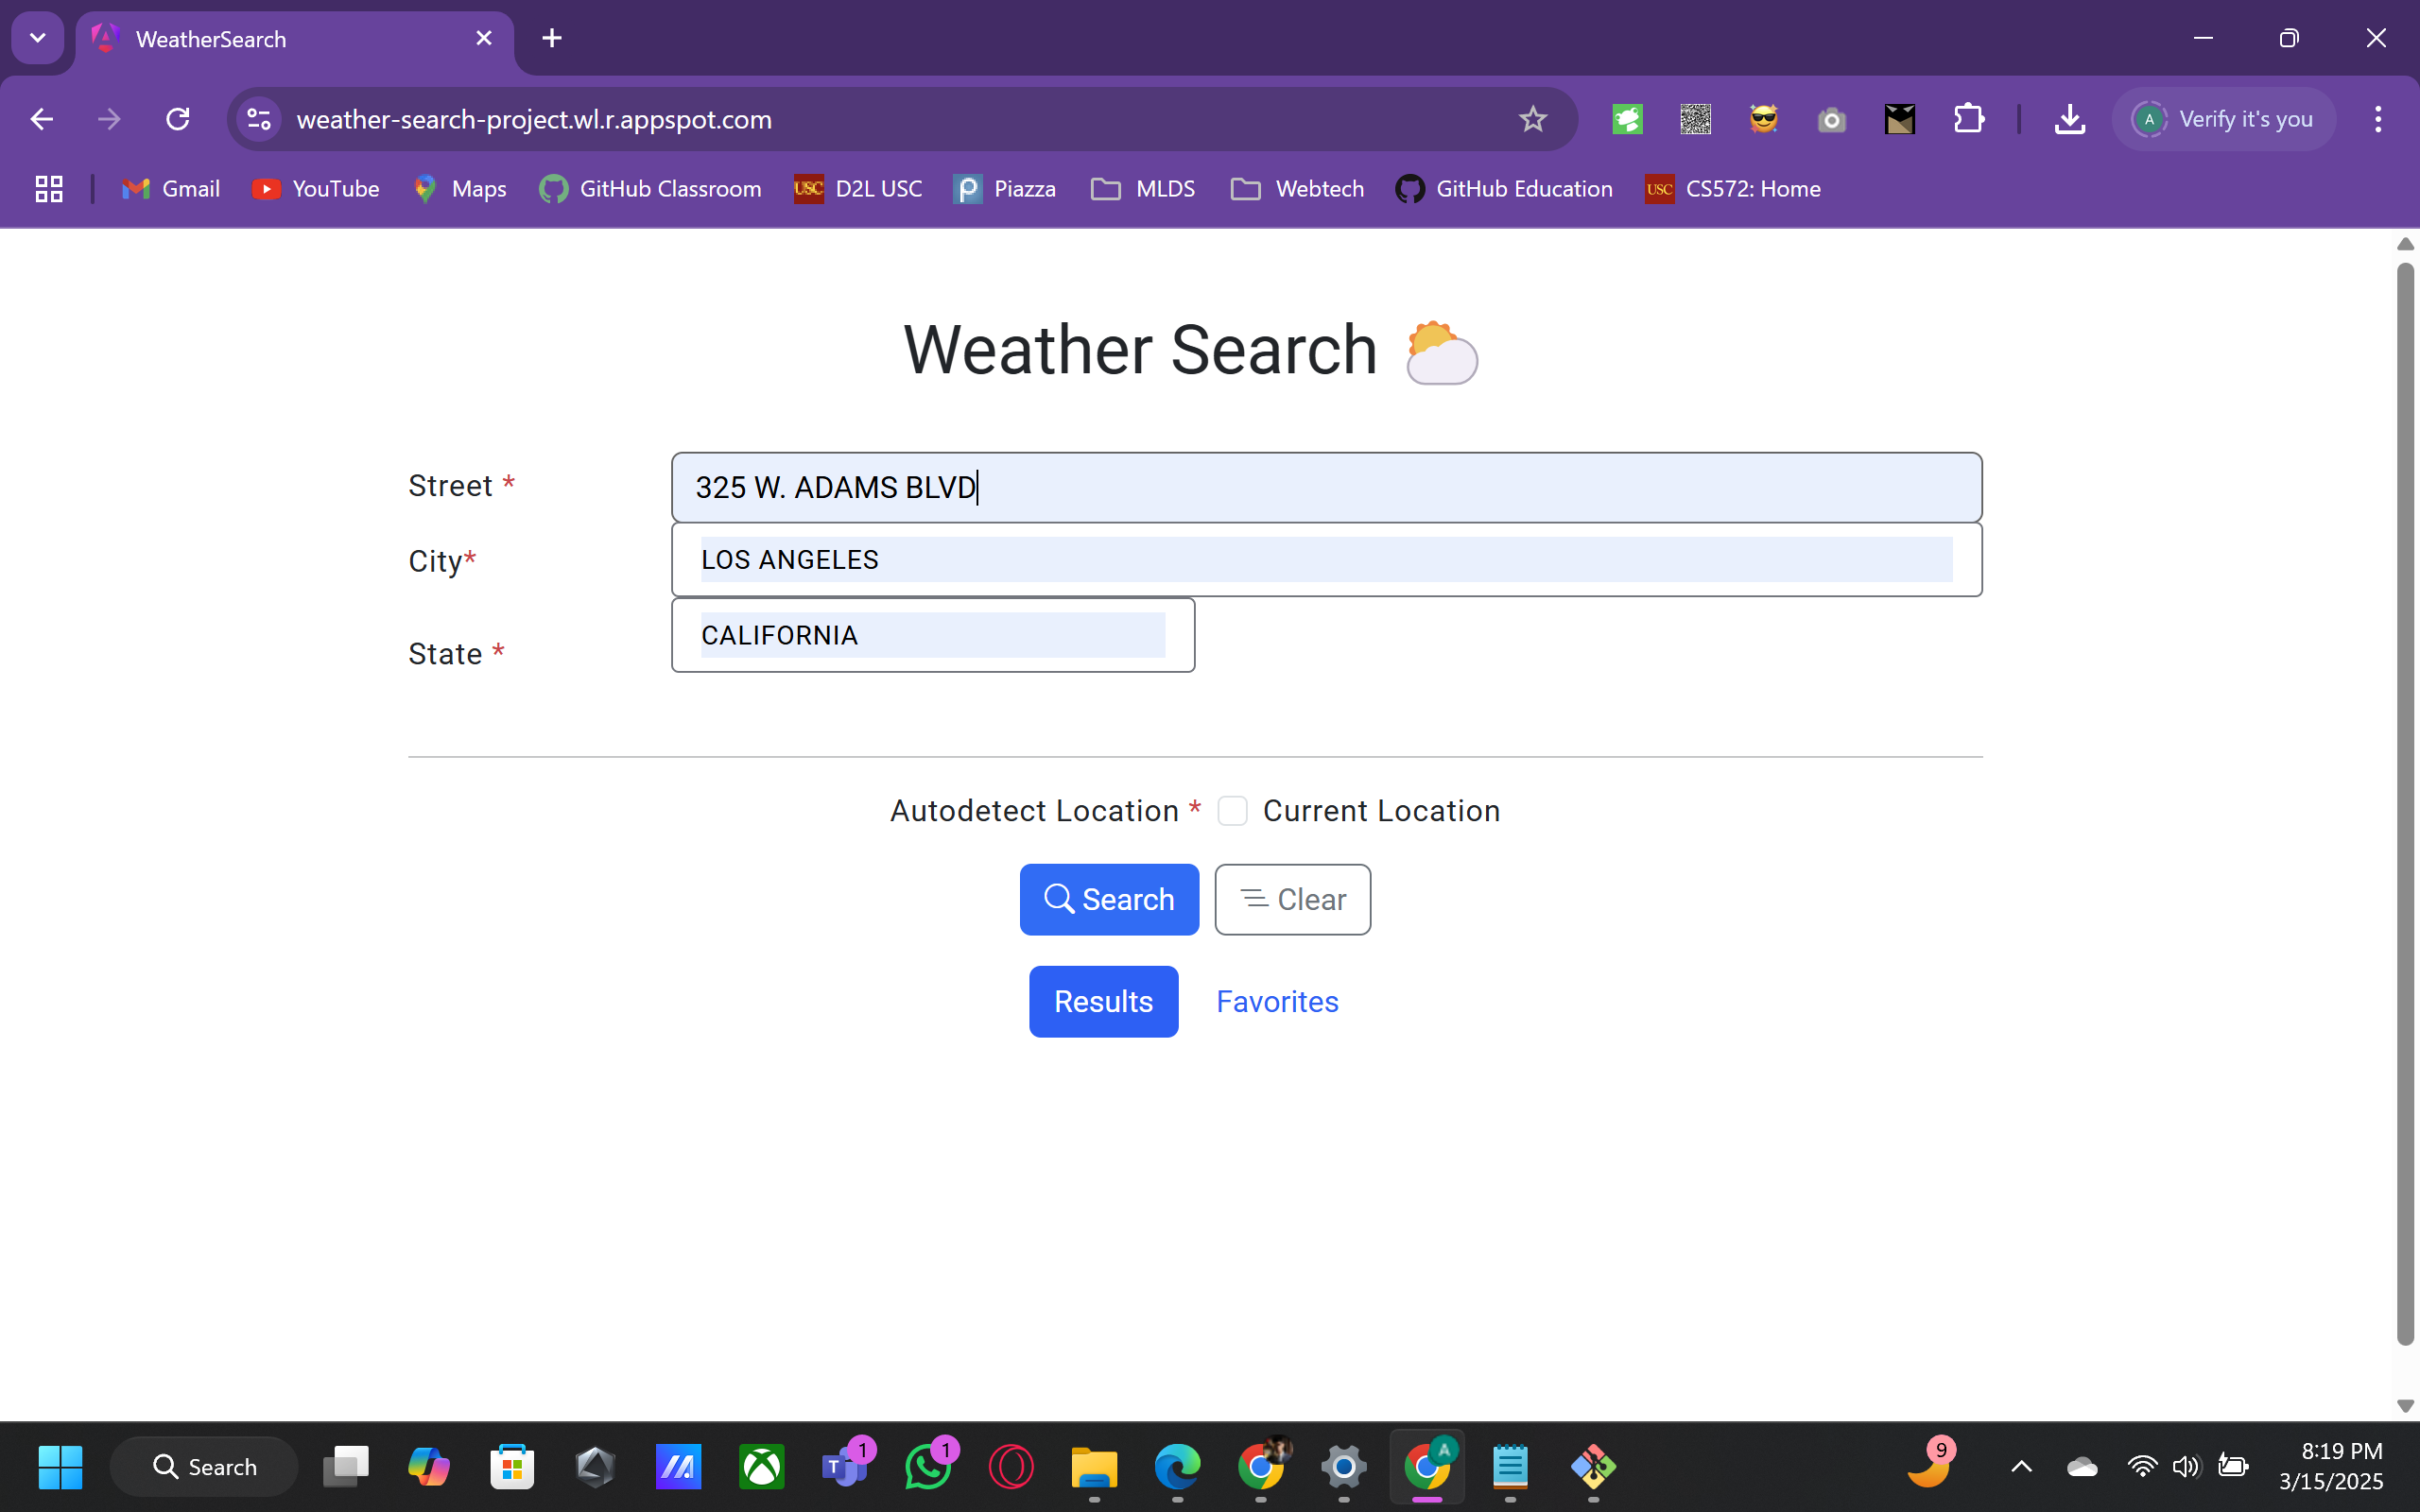 WeatherSearch
weather-search-project.wl.r.appspot.com
A Verify it's you
Gmail YouTube Maps GitHub Classroom USC D2L USC Piazza MLDS Webtech GitHub Education USC CS572: Home
Weather Search
Street *
325 W. ADAMS BLVD
City*
LOS ANGELES
State *
CALIFORNIA
Autodetect Location * Current Location
Search Clear
Results Favorites
Search
1
1
A
9
8:19 PM
3/15/2025